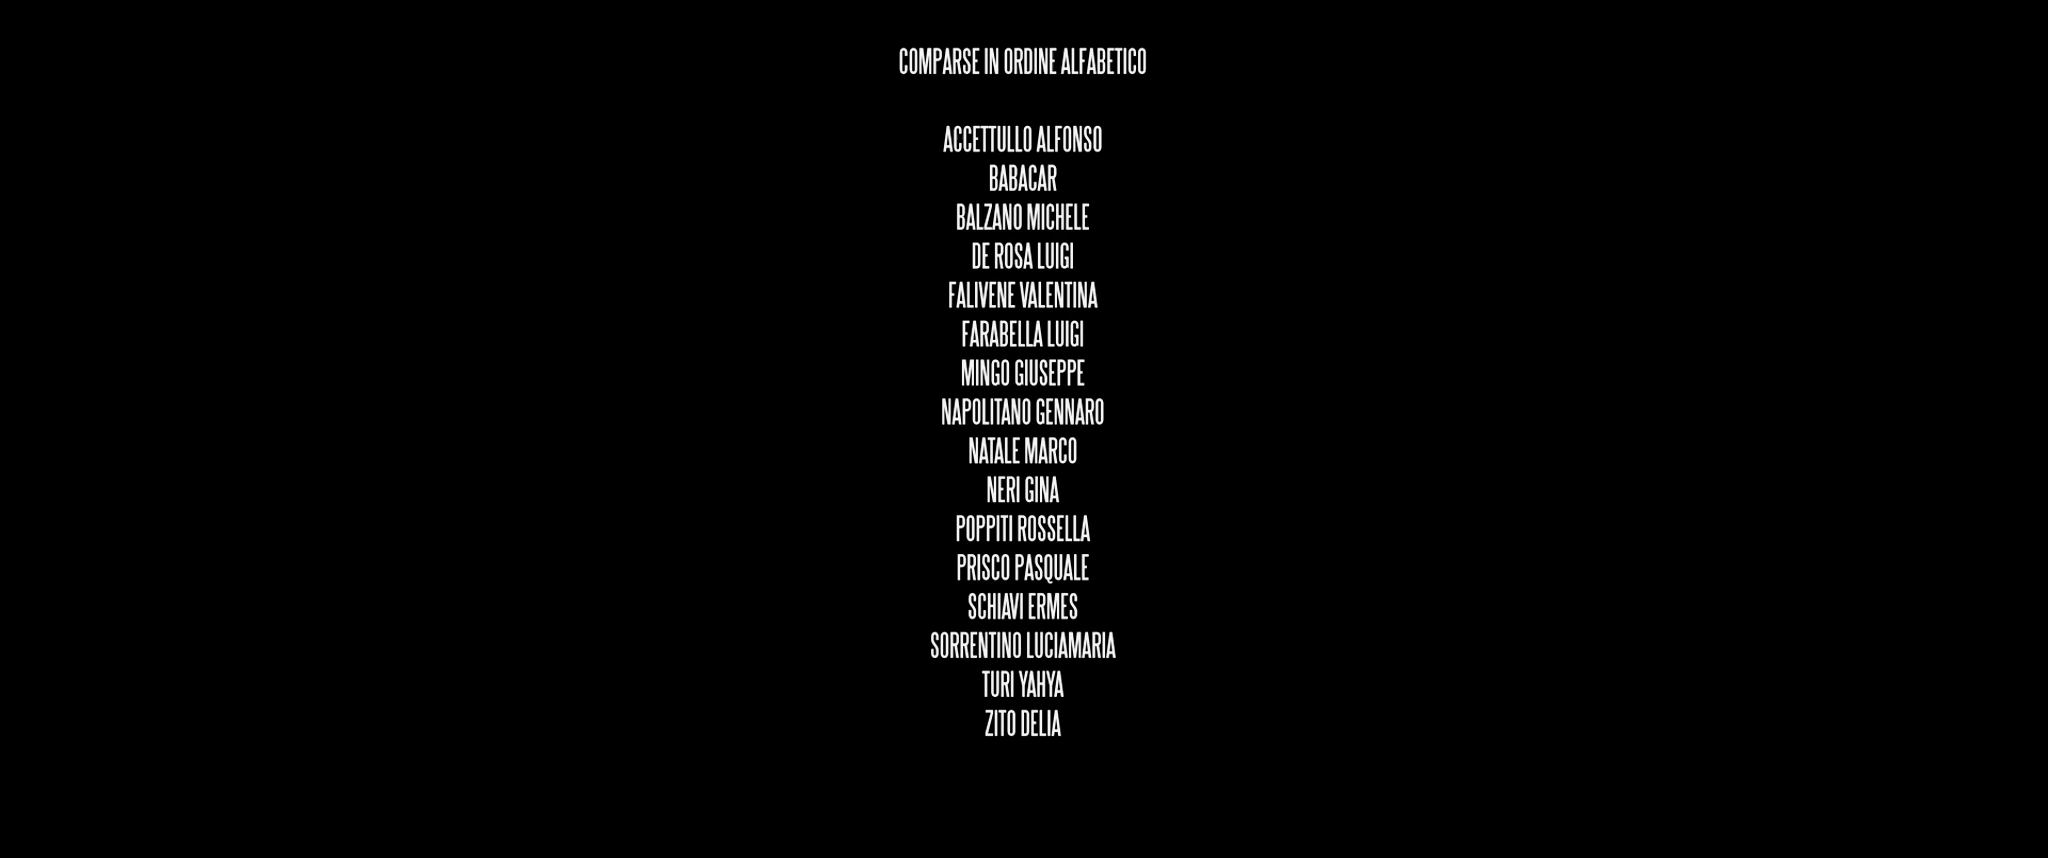 COMPARSE IN ORDINE ALFABETICO
ACCETTULLO ALFONSO
BABACAR
BALZANO MICHELE
DE ROSA LUIGI
FALIVENE VALENTINA
FARABELLA LUIGI
MINGO GIUSEPPE
NAPOLITANO GENNARO
NATALE MARCO
NERI GINA
POPPITI ROSSELLA
PRISCO PASQUALE
SCHIAVI ERMES
SORRENTINO LUCIAMARIA
TURI YAHYA
ZITO DELIA